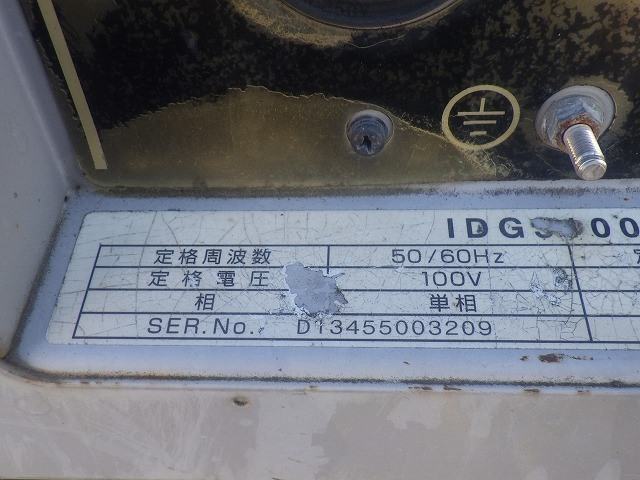 IDG
定格周波数 50/60Hz
定格電圧 100V
相 単相
SER.No. D13455003209